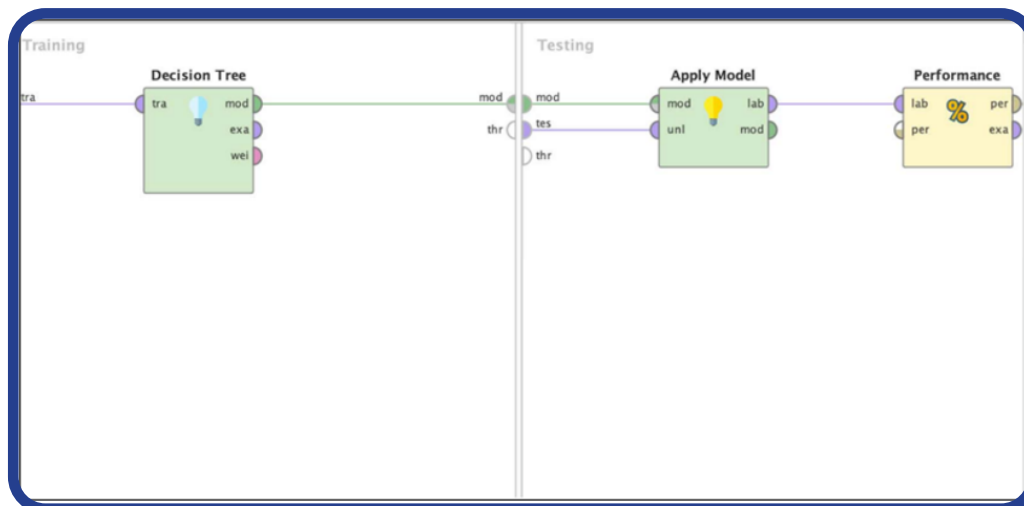 Training
Testing
Decision Tree
Apply Model
Performance
tra
tra
mod
mod
mod
mod
lab
lab
per
exa
thr
tes
unl
mod
per
exa
wei
thr
%